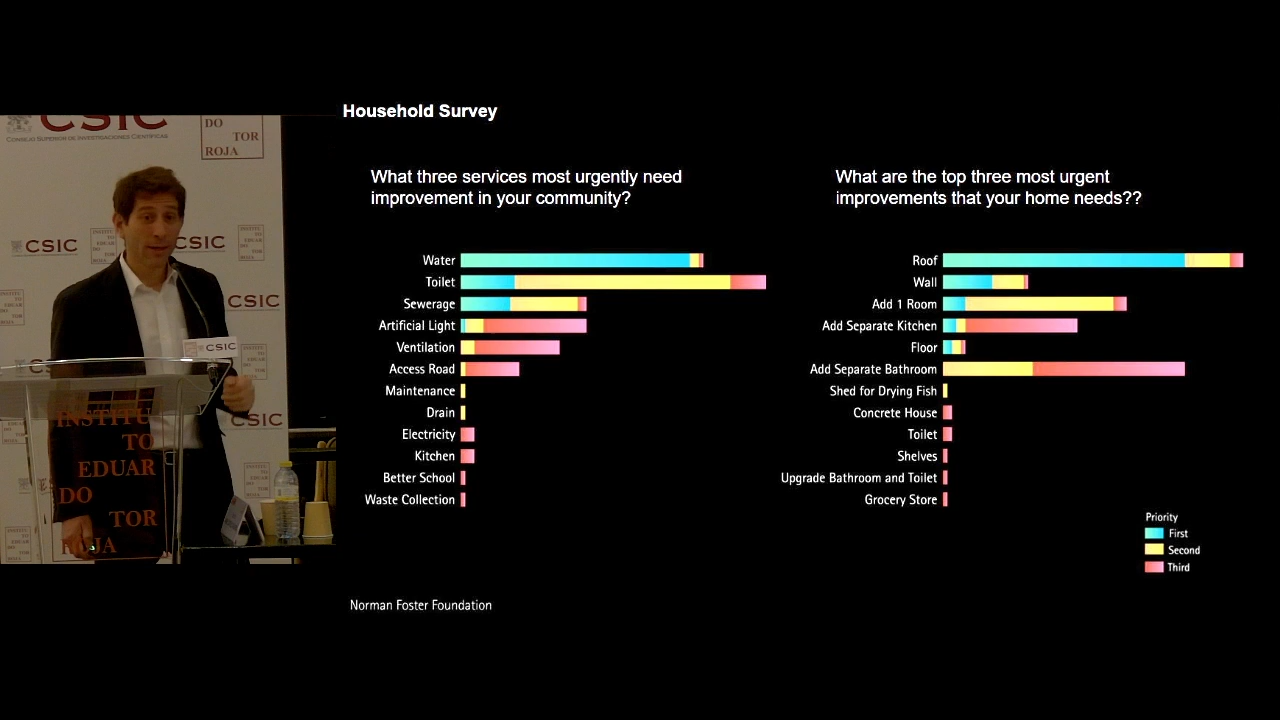 Household Survey
CSIC
CONSEJO SUPERIOR DE INVESTIGACIONES CIENTÍFICAS
DO
TOR
ROJA
What three services most urgently need
improvement in your community?
Water
Toilet
Sewerage
Artificial Light
Ventilation
Access Road
Maintenance
Drain
Electricity
Kitchen
Better School
Waste Collection
What are the top three most urgent
improvements that your home needs??
Roof
Wall
Add 1 Room
Add Separate Kitchen
Floor
Add Separate Bathroom
Shed for Drying Fish
Concrete House
Toilet
Shelves
Upgrade Bathroom and Toilet
Grocery Store
Priority
First
Second
Third
CSIC
CSIC
CSIC
CSIC
CSIC
INSTITU
TO
EDUAR
DO
TOR
ROJA
Norman Foster Foundation